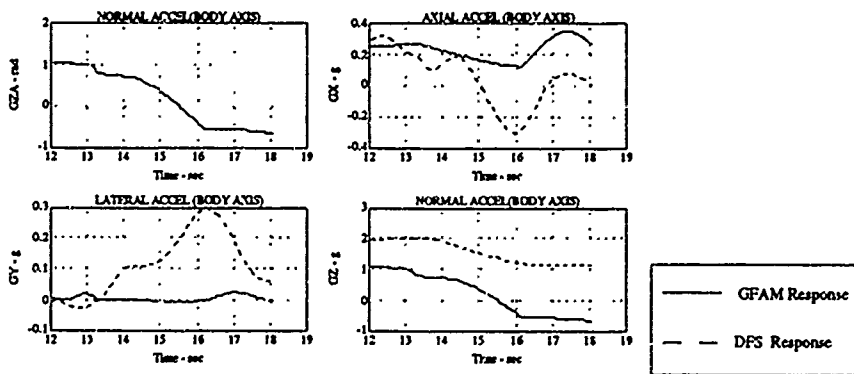 NORMAL ACCEL(BODY AXIS)
GZA - rad
2
1
0
-1
12 13 14 15 16 17 18 19
Time - sec
AXIAL ACCEL (BODY AXIS)
GX - g
0.4
0.2
0
-0.2
-0.4
12 13 14 15 16 17 18 19
Time - sec
LATERAL ACCEL (BODY AXIS)
GY - g
0.3
0.2
0.1
0
-0.1
12 13 14 15 16 17 18 19
Time - sec
NORMAL ACCEL(BODY AXIS)
GZ - g
3
2
1
0
-1
12 13 14 15 16 17 18 19
Time - sec
GFAM Response
DFS Response